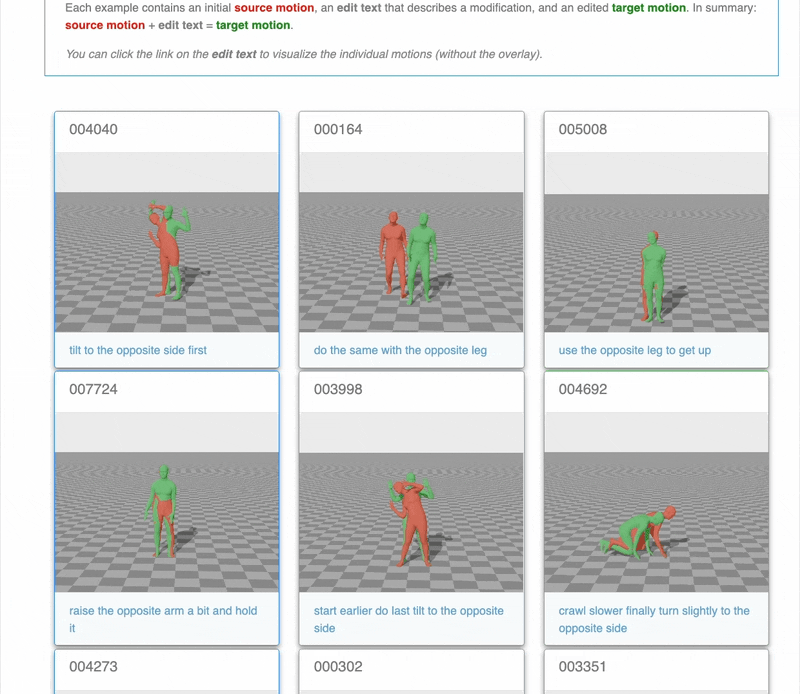 Each example contains an initial source motion, an edit text that describes a modification, and an edited target motion. In summary:
source motion + edit text = target motion.
You can click the link on the edit text to visualize the individual motions (without the overlay).
004040
000164
005008
tilt to the opposite side first
do the same with the opposite leg
use the opposite leg to get up
007724
003998
004692
raise the opposite arm a bit and hold
it
start earlier do last tilt to the opposite
side
crawl slower finally turn slightly to the
opposite side
004273
000302
003351